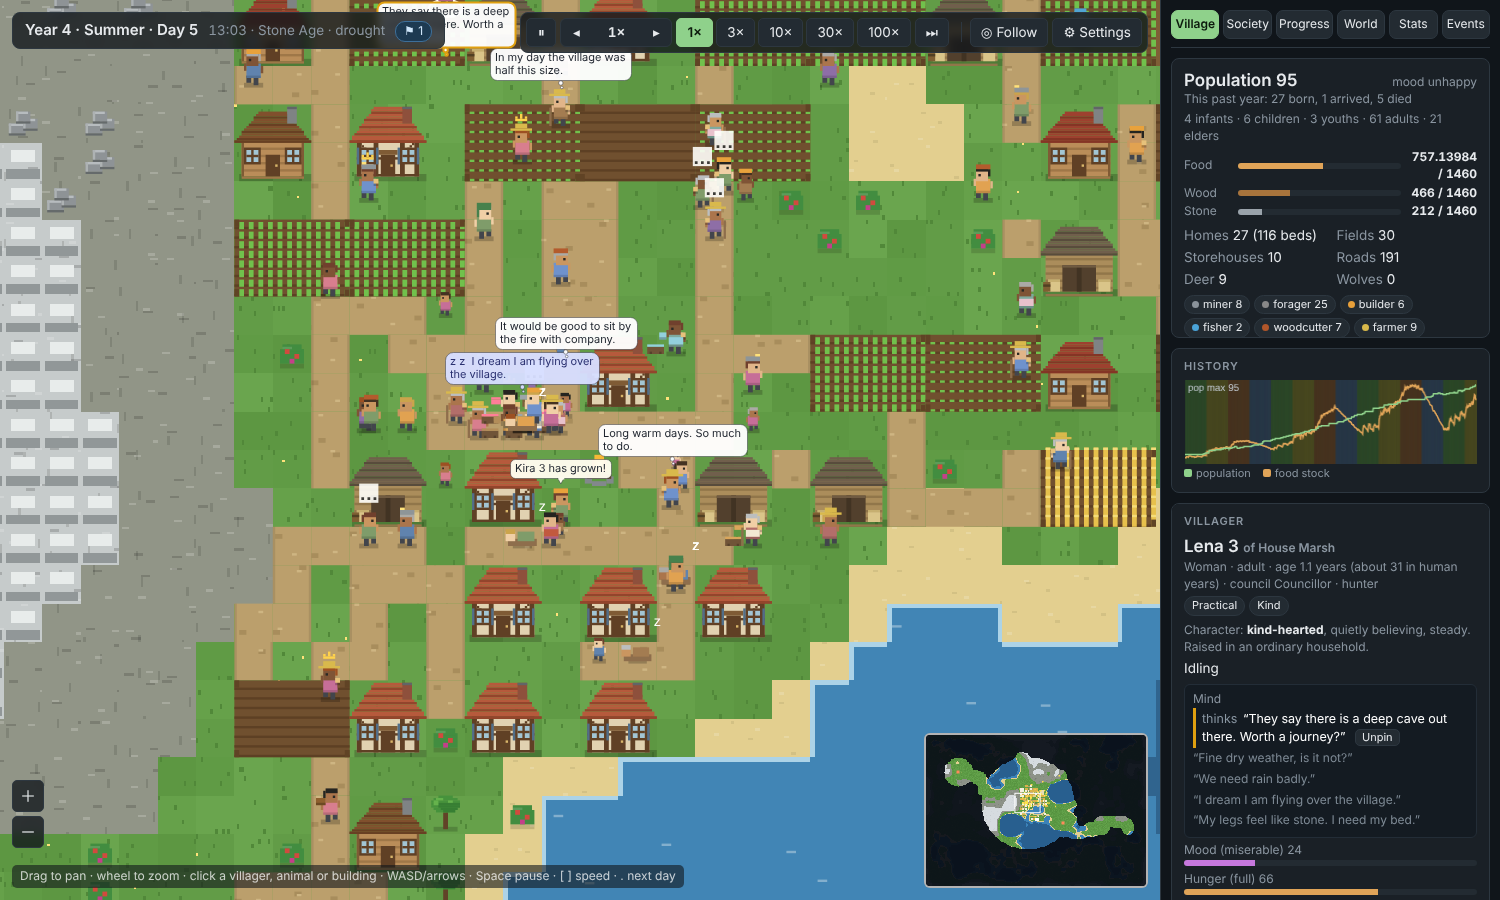 Year 4 · Summer · Day 5 13:03 · Stone Age · drought ⚑ 1
They say there is a deep
re. Worth a
⏸ ◂ 1× ▸ 1× 3× 10× 30× 100× ⏭ ◎ Follow ⚙ Settings
In my day the village was
half this size.
...
...
...
It would be good to sit by
the fire with company.
z z I dream I am flying over
the village.
z
Long warm days. So much
to do.
Kira 3 has grown!
...
z
z
z
+
−
Drag to pan · wheel to zoom · click a villager, animal or building · WASD/arrows · Space pause · [ ] speed · . next day
Village Society Progress World Stats Events
Population 95 mood unhappy
This past year: 27 born, 1 arrived, 5 died
4 infants · 6 children · 3 youths · 61 adults · 21
elders
Food 757.13984
/ 1460
Wood 466 / 1460
Stone 212 / 1460
Homes 27 (116 beds) Fields 30
Storehouses 10 Roads 191
Deer 9 Wolves 0
miner 8 forager 25 builder 6
fisher 2 woodcutter 7 farmer 9
HISTORY
pop max 95
population food stock
VILLAGER
Lena 3 of House Marsh
Woman · adult · age 1.1 years (about 31 in human
years) · council Councillor · hunter
Practical Kind
Character: kind-hearted, quietly believing, steady.
Raised in an ordinary household.
Idling
Mind
thinks “They say there is a deep cave out
there. Worth a journey?” Unpin
“Fine dry weather, is it not?”
“We need rain badly.”
“I dream I am flying over the village.”
“My legs feel like stone. I need my bed.”
Mood (miserable) 24
Hunger (full) 66